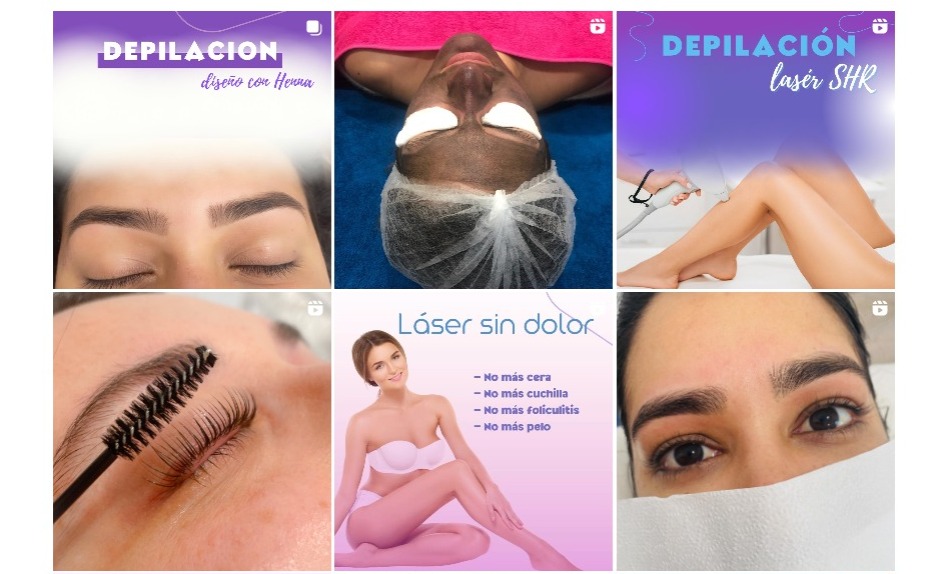 DEPILACION
diseño con Henna
DEPILACIÓN
lasér SHR
Láser sin dolor
– No más cera
– No más cuchilla
– No más foliculitis
– No más pelo